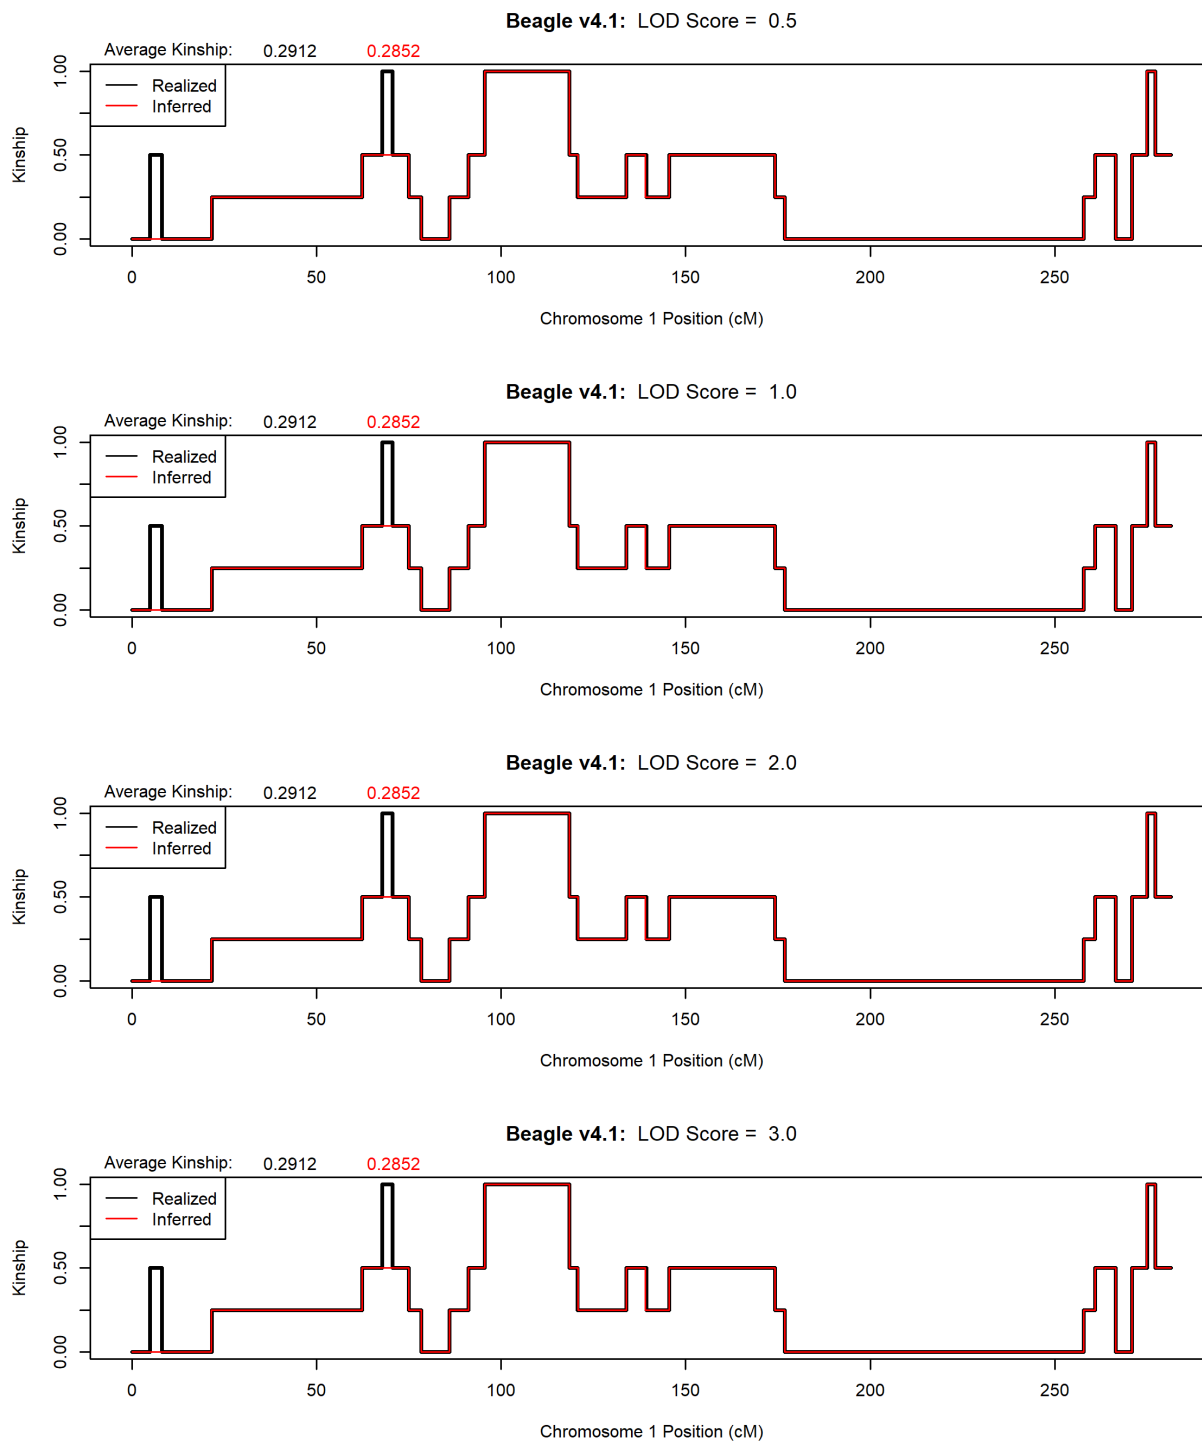 Beagle v4.1: LOD Score = 0.5
Average Kinship: 0.2912 0.2852
Realized
Inferred
Kinship
0.00 0.50 1.00
0 50 100 150 200 250
Chromosome 1 Position (cM)
Beagle v4.1: LOD Score = 1.0
Average Kinship: 0.2912 0.2852
Realized
Inferred
Kinship
0.00 0.50 1.00
0 50 100 150 200 250
Chromosome 1 Position (cM)
Beagle v4.1: LOD Score = 2.0
Average Kinship: 0.2912 0.2852
Realized
Inferred
Kinship
0.00 0.50 1.00
0 50 100 150 200 250
Chromosome 1 Position (cM)
Beagle v4.1: LOD Score = 3.0
Average Kinship: 0.2912 0.2852
Realized
Inferred
Kinship
0.00 0.50 1.00
0 50 100 150 200 250
Chromosome 1 Position (cM)